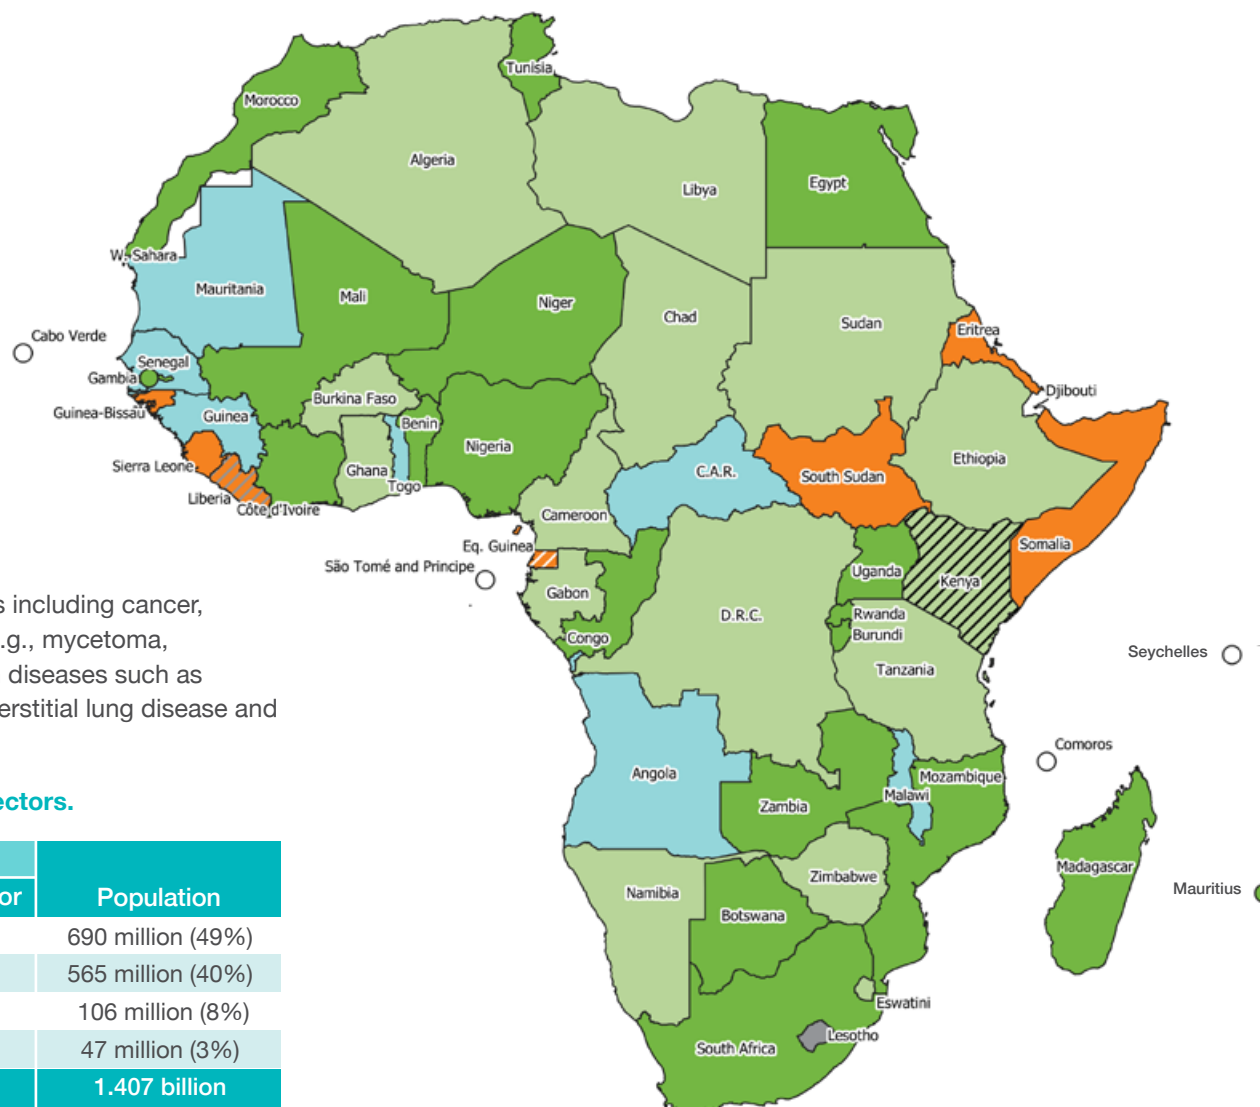 Tunisia
Morocco
Algeria
Libya
Egypt
W. Sahara
Mauritania
Mali
Niger
Chad
Sudan
Eritrea
Cabo Verde
Senegal
Gambia
Djibouti
Burkina Faso
Guinea-Bissau
Guinea
Benin
Nigeria
Ethiopia
Sierra Leone
Ghana
C.A.R.
South Sudan
Togo
Liberia
Côte d'Ivoire
Cameroon
Eq. Guinea
Somalia
São Tomé and Principe
Uganda
Kenya
Gabon
s including cancer,
D.R.C.
Rwanda
.g., mycetoma,
Congo
Burundi
Seychelles
diseases such as
Tanzania
erstitial lung disease and
Comoros
Angola
Mozambique
ectors.
Zambia
Malawi
Madagascar
Zimbabwe
Namibia
Mauritius
or
Population
Botswana
690 million (49%)
565 million (40%)
Eswatini
106 million (8%)
Lesotho
47 million (3%)
South Africa
1.407 billion